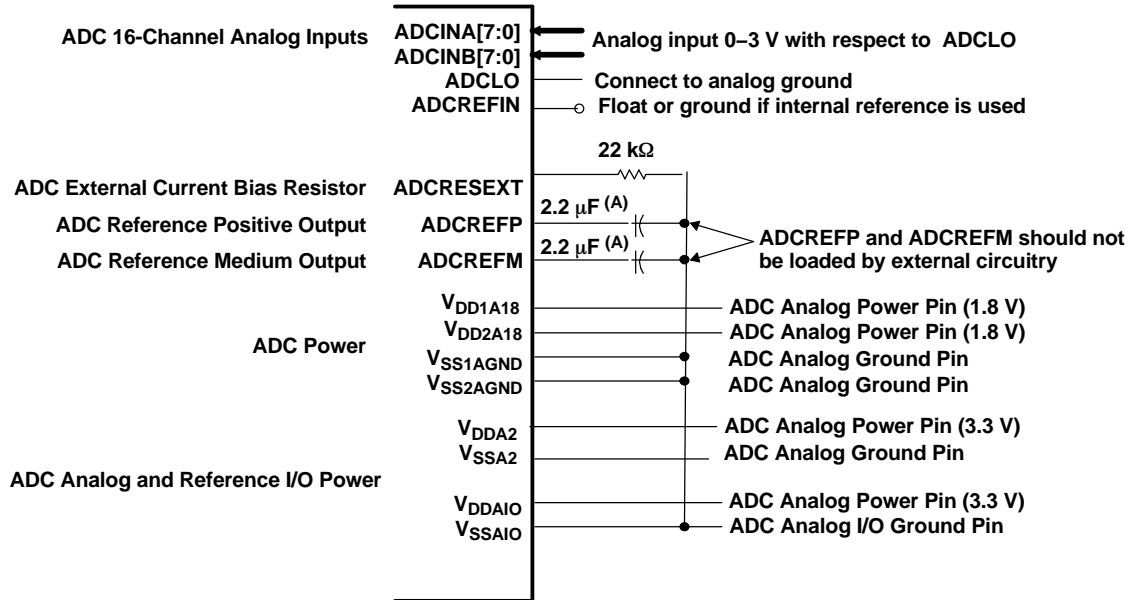 ADC 16-Channel Analog Inputs ADCINA[7:0] Analog input 0–3 V with respect to ADCLO
ADCINB[7:0]
ADCLO Connect to analog ground
ADCREFIN Float or ground if internal reference is used
22 kΩ
ADC External Current Bias Resistor ADCRESEXT
ADC Reference Positive Output ADCREFP 2.2 μF (A)
ADC Reference Medium Output ADCREFM 2.2 μF (A)
ADCREFP and ADCREFM should not
be loaded by external circuitry
VDD1A18 ADC Analog Power Pin (1.8 V)
VDD2A18 ADC Analog Power Pin (1.8 V)
ADC Power
VSS1AGND ADC Analog Ground Pin
VSS2AGND ADC Analog Ground Pin
VDDA2 ADC Analog Power Pin (3.3 V)
VSSA2 ADC Analog Ground Pin
ADC Analog and Reference I/O Power
VDDAIO ADC Analog Power Pin (3.3 V)
VSSAIO ADC Analog I/O Ground Pin